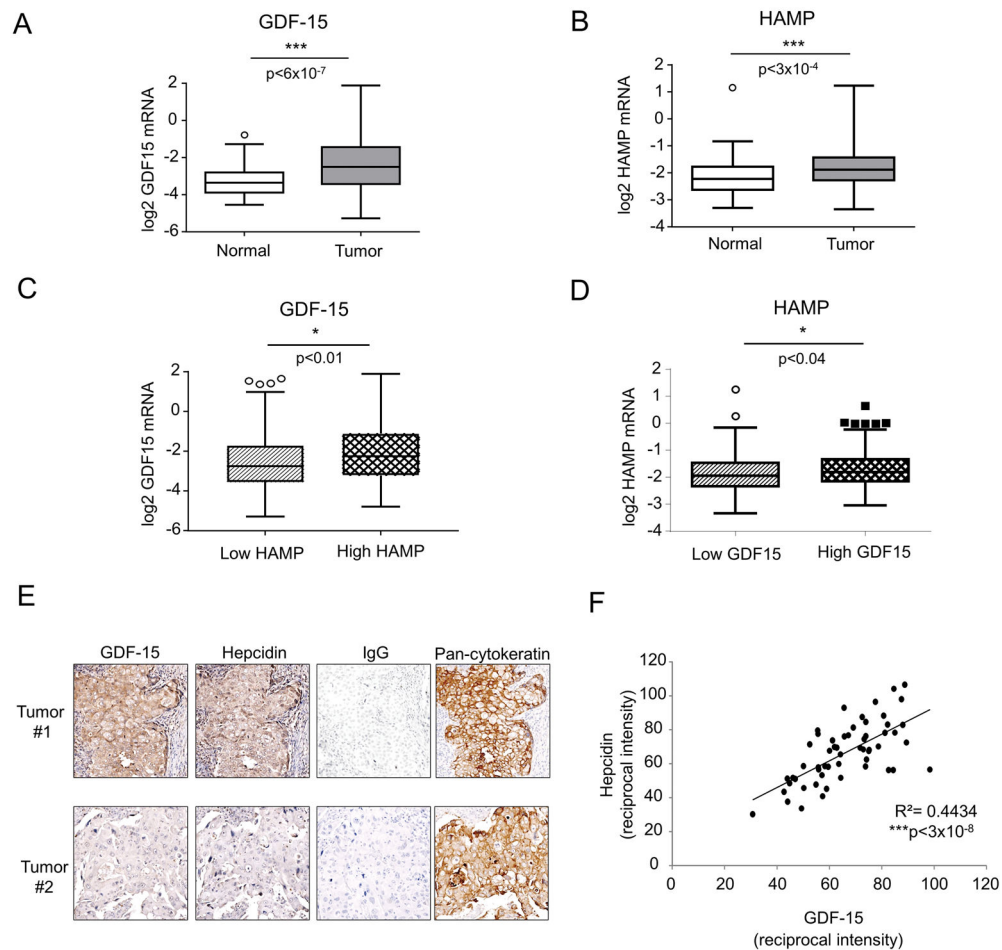 A
GDF-15
***
p<6x10⁻⁷
log2 GDF15 mRNA
2
0
-2
-4
-6
Normal Tumor
B
HAMP
***
p<3x10⁻⁴
log2 HAMP mRNA
2
1
0
-1
-2
-3
-4
Normal Tumor
C
GDF-15
*
p<0.01
log2 GDF15 mRNA
2
0
-2
-4
-6
Low HAMP High HAMP
D
HAMP
*
p<0.04
log2 HAMP mRNA
2
1
0
-1
-2
-3
-4
Low GDF15 High GDF15
E
GDF-15 Hepcidin IgG Pan-cytokeratin
Tumor
#1
Tumor
#2
F
Hepcidin
(reciprocal intensity)
120
100
80
60
40
20
0
R²= 0.4434
***p<3x10⁻⁸
0 20 40 60 80 100 120
GDF-15
(reciprocal intensity)